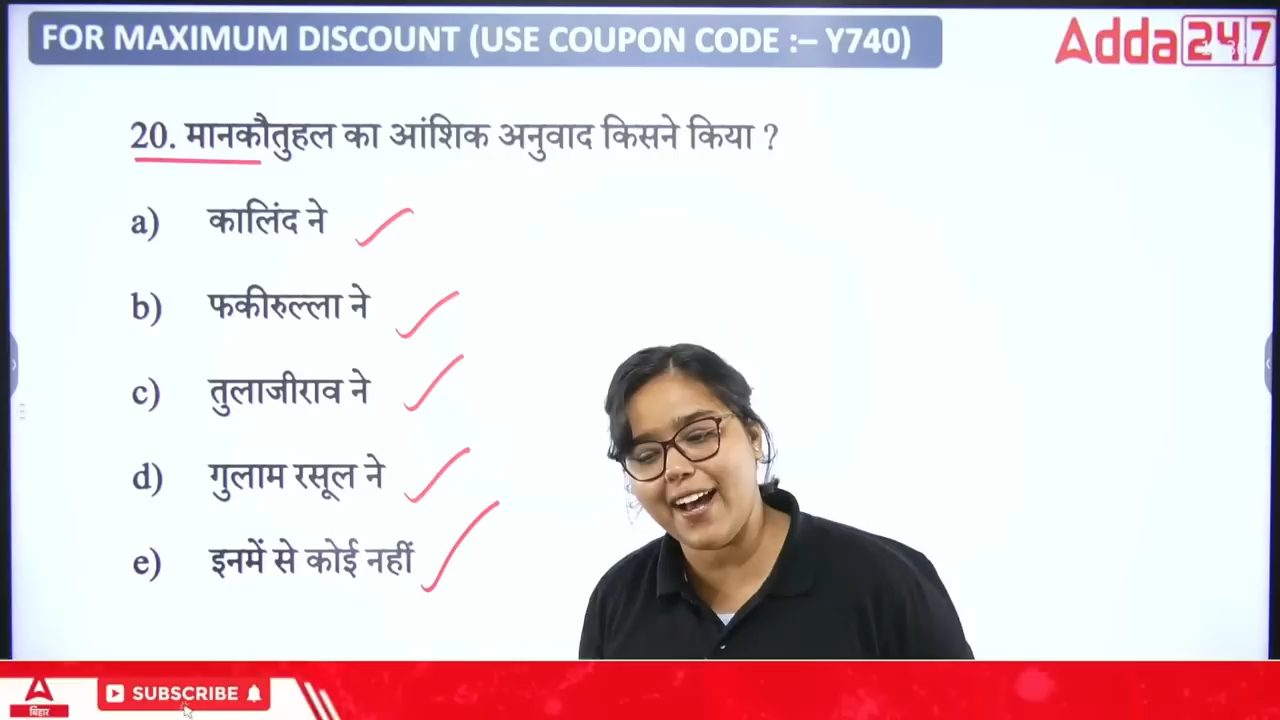 FOR MAXIMUM DISCOUNT (USE COUPON CODE :– Y740)
Adda247
20. मानकौतुहल का आंशिक अनुवाद किसने किया ?
a) कालिंद ने
b) फकीरुल्ला ने
c) तुलाजीराव ने
d) गुलाम रसूल ने
e) इनमें से कोई नहीं
बिहार
SUBSCRIBE